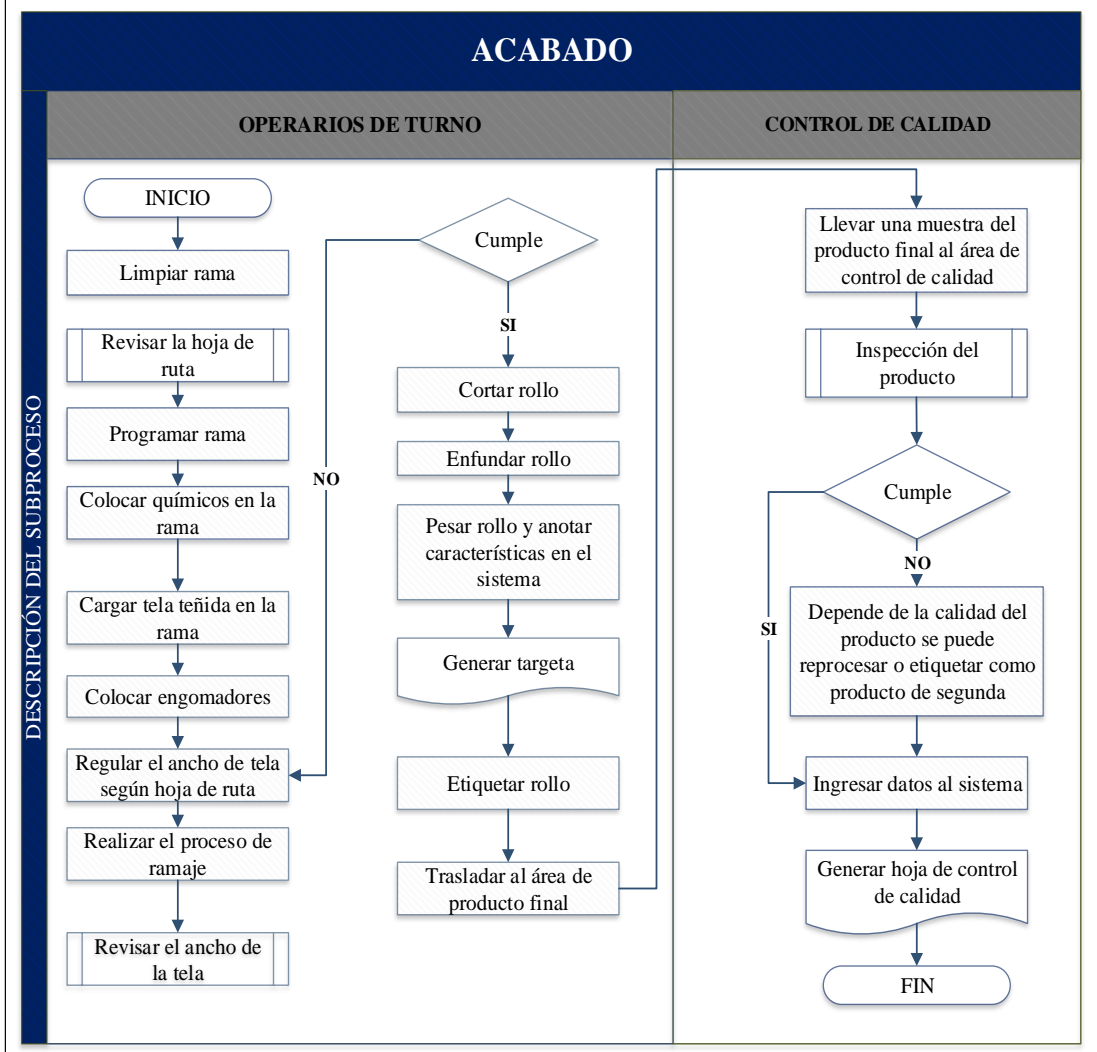 ACABADO
DESCRIPCIÓN DEL SUBPROCESO
OPERARIOS DE TURNO
CONTROL DE CALIDAD
INICIO
Limpiar rama
Revisar la hoja de
ruta
Programar rama
Colocar químicos en la
rama
Cargar tela teñida en la
rama
Colocar engomadores
Regular el ancho de tela
según hoja de ruta
Realizar el proceso de
ramaje
Revisar el ancho de
la tela
NO
Cumple
SI
Cortar rollo
Enfundar rollo
Pesar rollo y anotar
características en el
sistema
Generar targeta
Etiquetar rollo
Trasladar al área de
producto final
Llevar una muestra del
producto final al área de
control de calidad
Inspección del
producto
Cumple
NO
SI
Depende de la calidad del
producto se puede
reprocesar o etiquetar como
producto de segunda
Ingresar datos al sistema
Generar hoja de control
de calidad
FIN